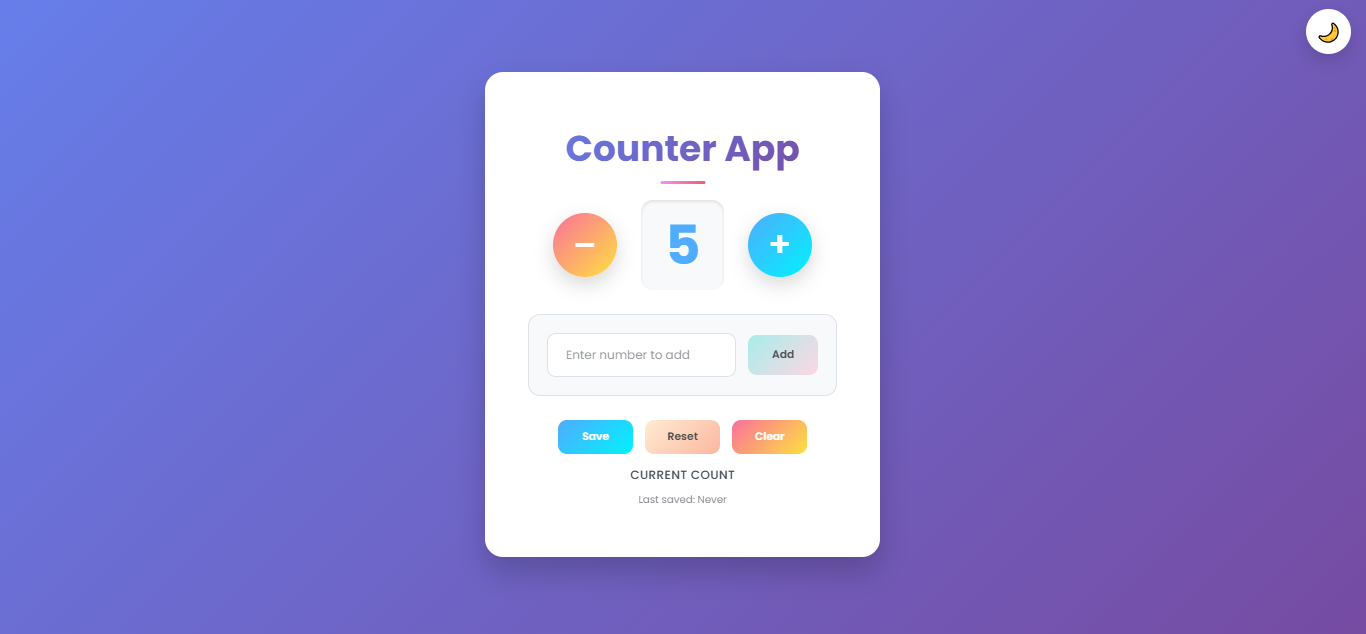 Counter App
− 5 +
Enter number to add Add
Save Reset Clear
CURRENT COUNT
Last saved: Never